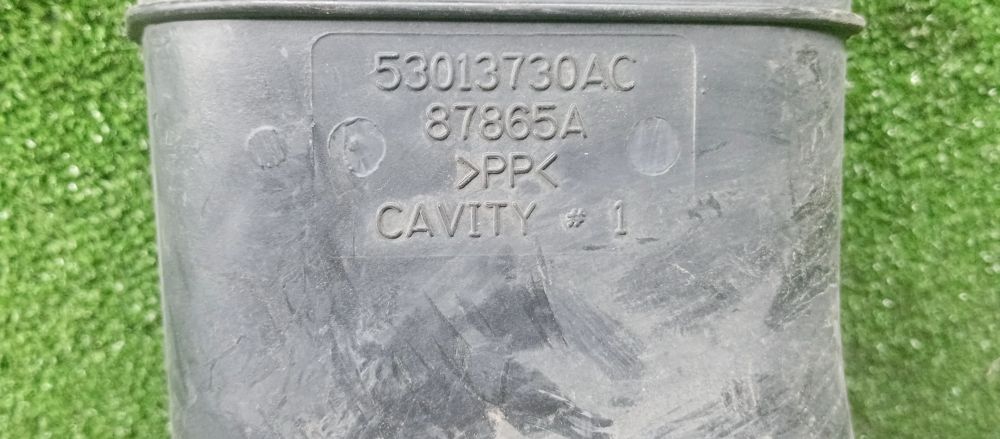 53013730AC
87865A
>PP<
CAVITY # 1